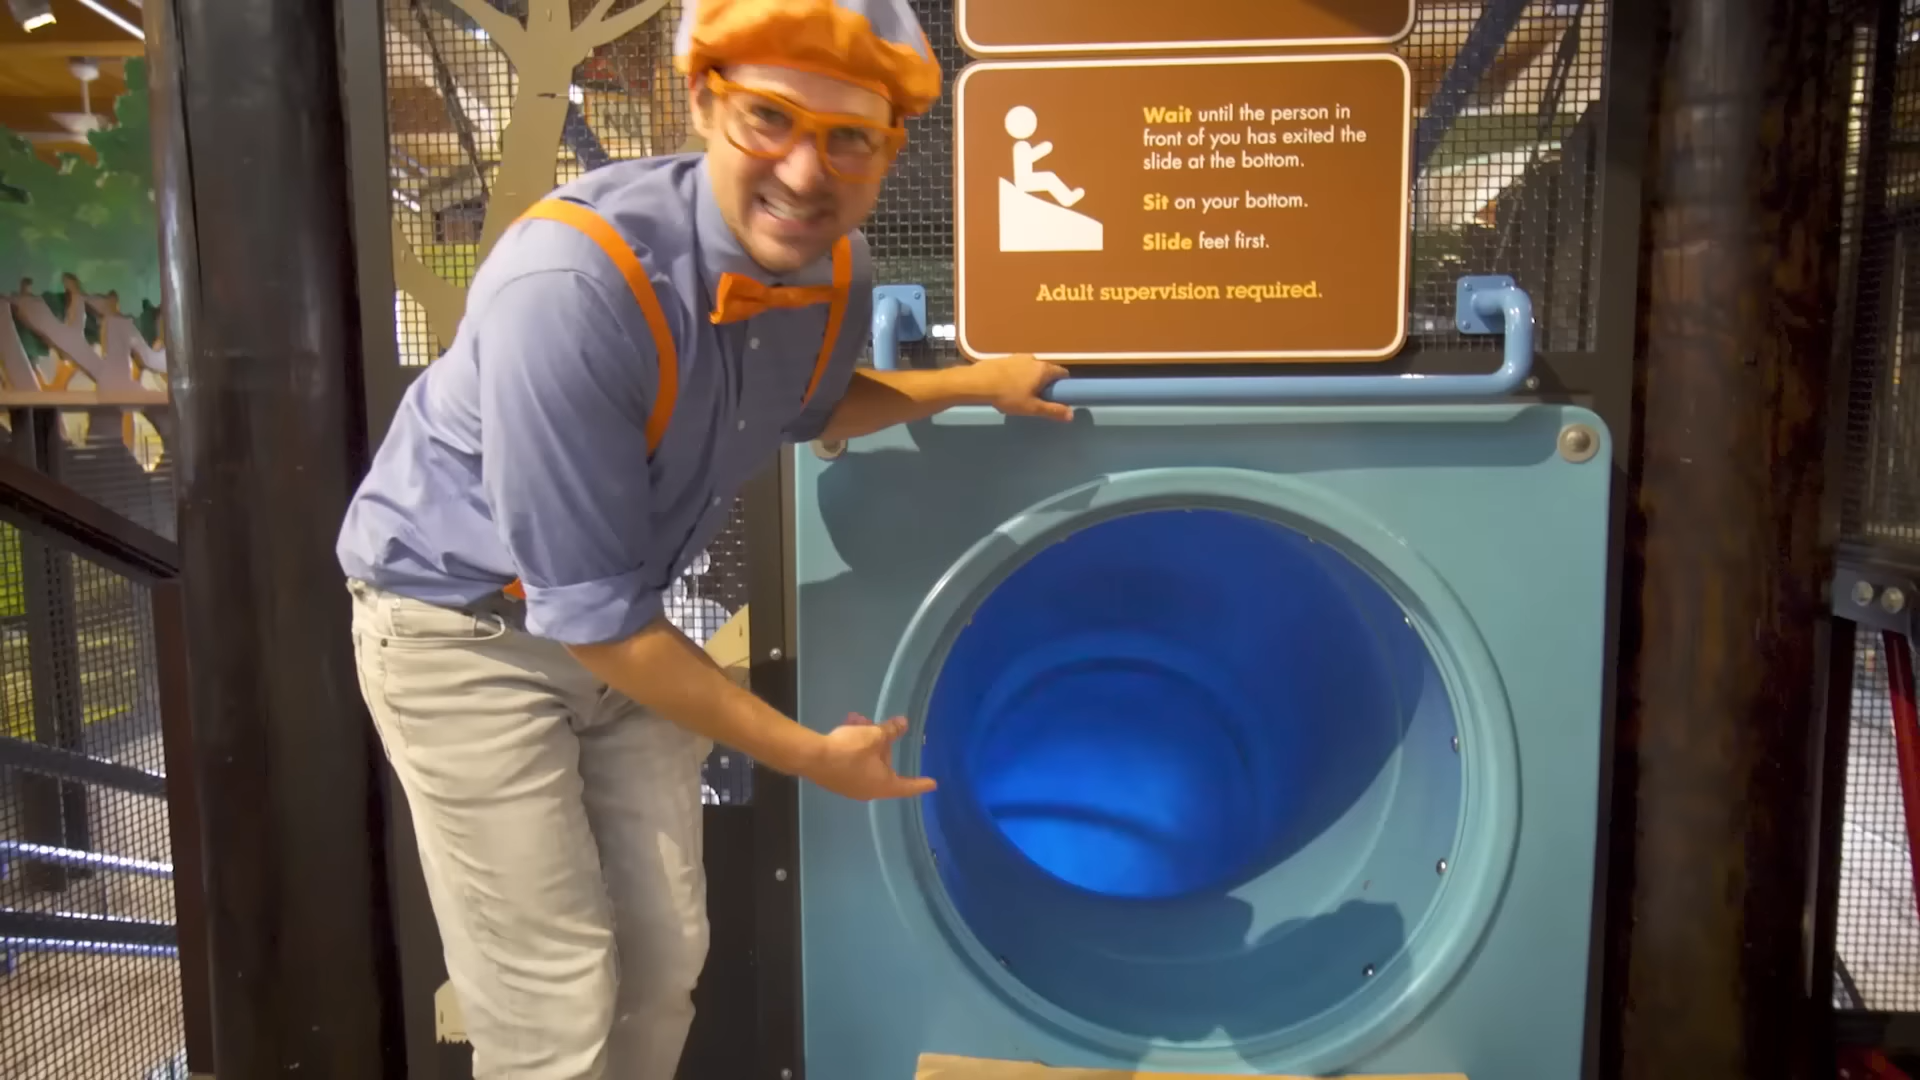 Wait until the person in
front of you has exited the
slide at the bottom.
Sit on your bottom.
Slide feet first.
Adult supervision required.